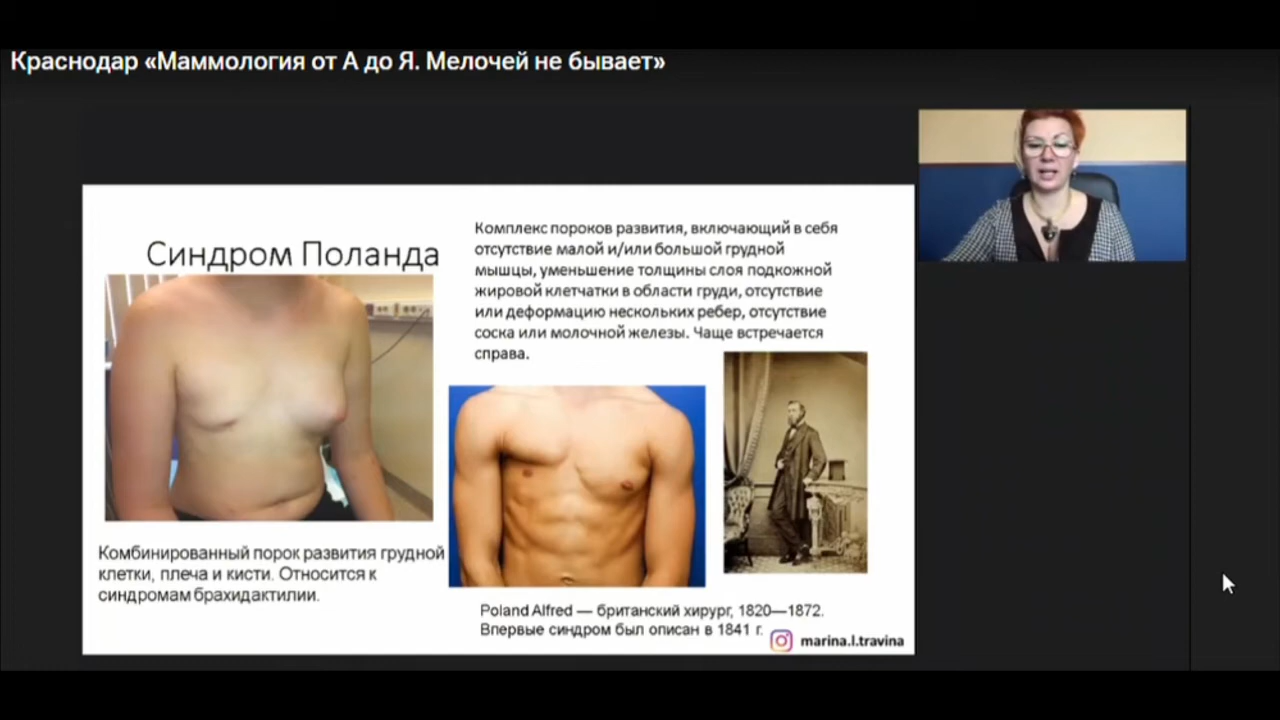 Краснодар «Маммология от А до Я. Мелочей не бывает»
Синдром Поланда
Комплекс пороков развития, включающий в себя
отсутствие малой и/или большой грудной
мышцы, уменьшение толщины слоя подкожной
жировой клетчатки в области груди, отсутствие
или деформацию нескольких ребер, отсутствие
соска или молочной железы. Чаще встречается
справа.
Комбинированный порок развития грудной
клетки, плеча и кисти. Относится к
синдромам брахидактилии.
Poland Alfred — британский хирург, 1820—1872.
Впервые синдром был описан в 1841 г.
marina.l.travina